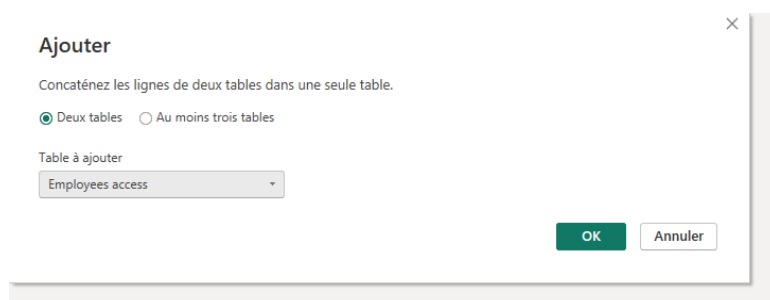 Ajouter
Concaténez les lignes de deux tables dans une seule table.
Deux tables Au moins trois tables
Table à ajouter
Employees access
OK Annuler